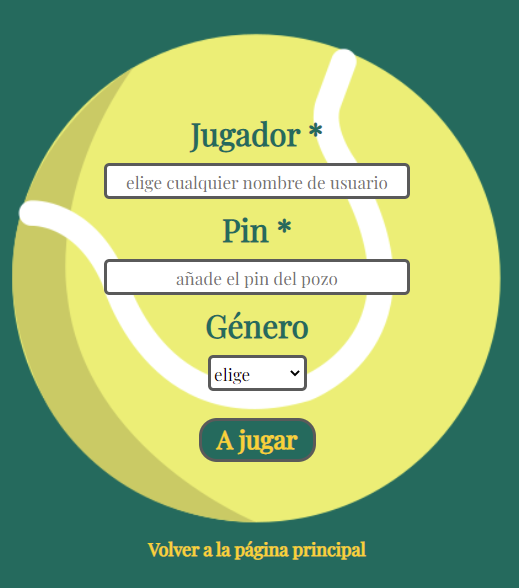 Jugador *
elige cualquier nombre de usuario
Pin *
añade el pin del pozo
Género
elige
A jugar
Volver a la página principal